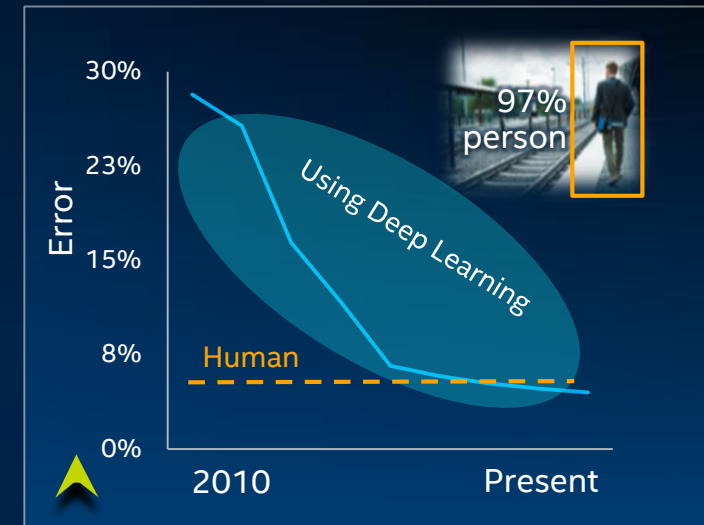 30%
23%
15%
8%
0%
Error
97%
person
Using Deep Learning
Human
2010
Present